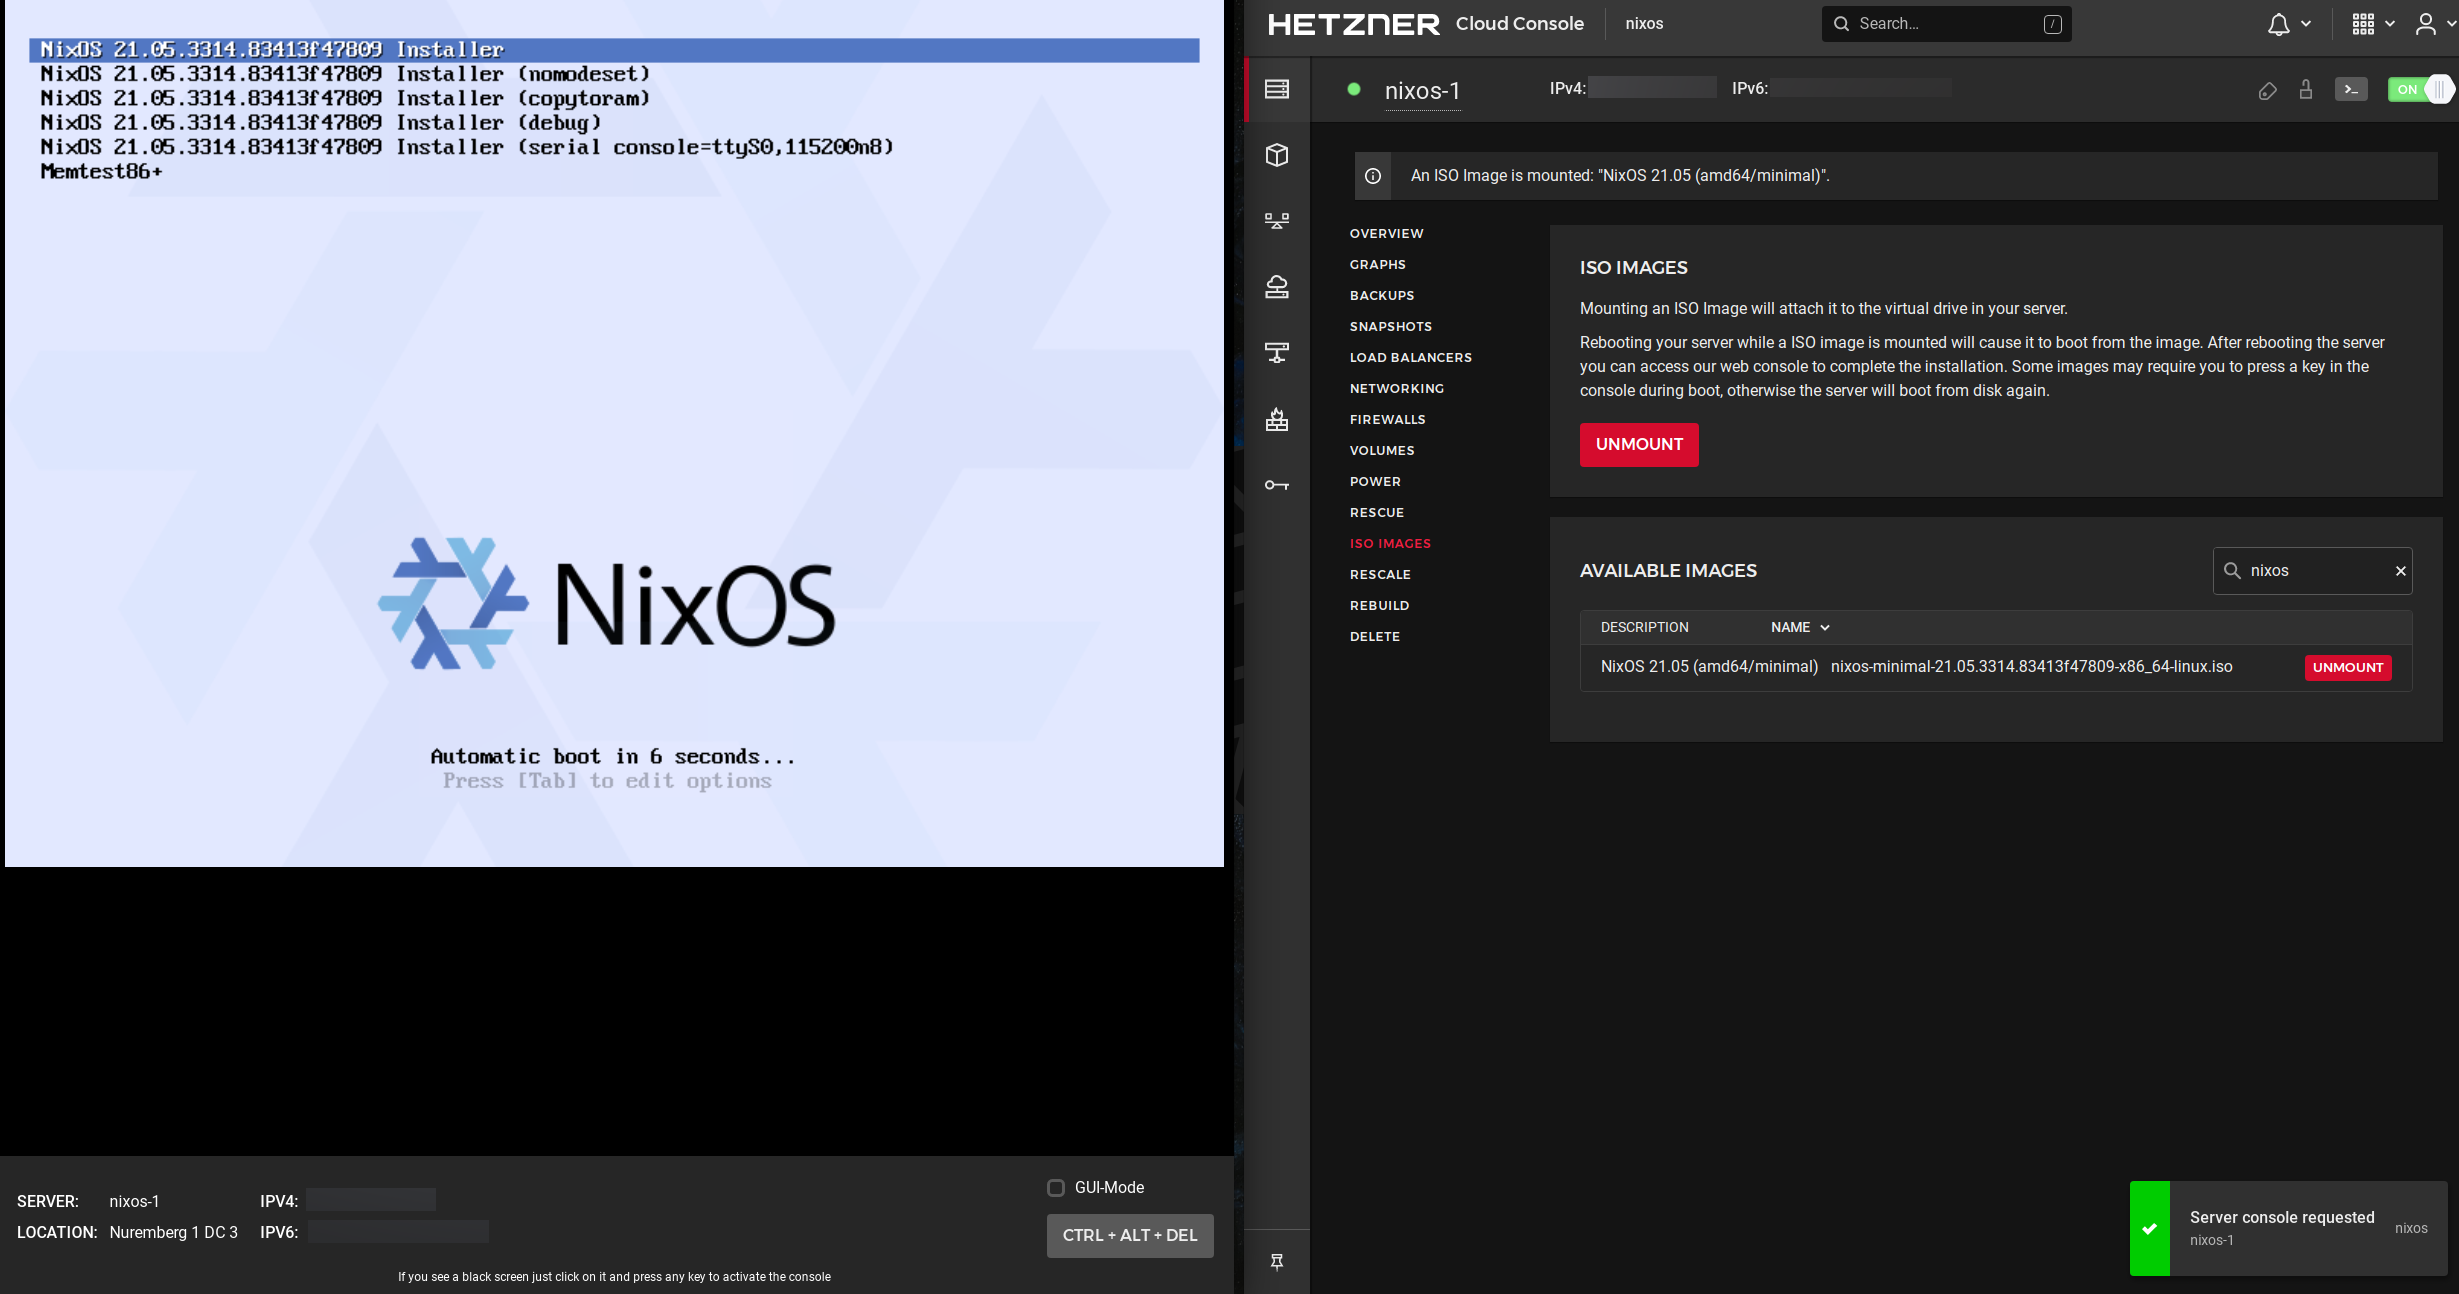 NixOS 21.05.3314.83413f47809 Installer
NixOS 21.05.3314.83413f47809 Installer (nomodeset)
NixOS 21.05.3314.83413f47809 Installer (copytoram)
NixOS 21.05.3314.83413f47809 Installer (debug)
NixOS 21.05.3314.83413f47809 Installer (serial console=ttyS0,115200n8)
Memtest86+
NixOS
Automatic boot in 6 seconds...
Press [Tab] to edit options
SERVER: nixos-1 IPV4:
LOCATION: Nuremberg 1 DC 3 IPV6:
GUI-Mode
CTRL + ALT + DEL
If you see a black screen just click on it and press any key to activate the console
HETZNER Cloud Console nixos Search... /
nixos-1 IPv4: IPv6: >_ ON
An ISO Image is mounted: "NixOS 21.05 (amd64/minimal)".
OVERVIEW
GRAPHS
BACKUPS
SNAPSHOTS
LOAD BALANCERS
NETWORKING
FIREWALLS
VOLUMES
POWER
RESCUE
ISO IMAGES
RESCALE
REBUILD
DELETE
ISO IMAGES
Mounting an ISO Image will attach it to the virtual drive in your server.
Rebooting your server while a ISO image is mounted will cause it to boot from the image. After rebooting the server
you can access our web console to complete the installation. Some images may require you to press a key in the
console during boot, otherwise the server will boot from disk again.
UNMOUNT
AVAILABLE IMAGES nixos
DESCRIPTION NAME
NixOS 21.05 (amd64/minimal) nixos-minimal-21.05.3314.83413f47809-x86_64-linux.iso UNMOUNT
Server console requested nixos
nixos-1